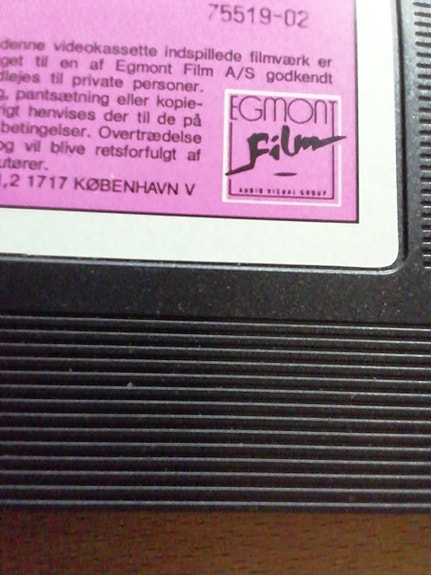 75519-02
denne videokassette indspillede filmværk er
get til en af Egmont Film A/S godkendt
dlejes til private personer.
g, pantsætning eller kopie-
rigt henvises der til de på
betingelser. Overtrædelse
og vil blive retsforfulgt af
utører.
1,2 1717 KØBENHAVN V
EGMONT
Film
AUDIO VISUAL GROUP